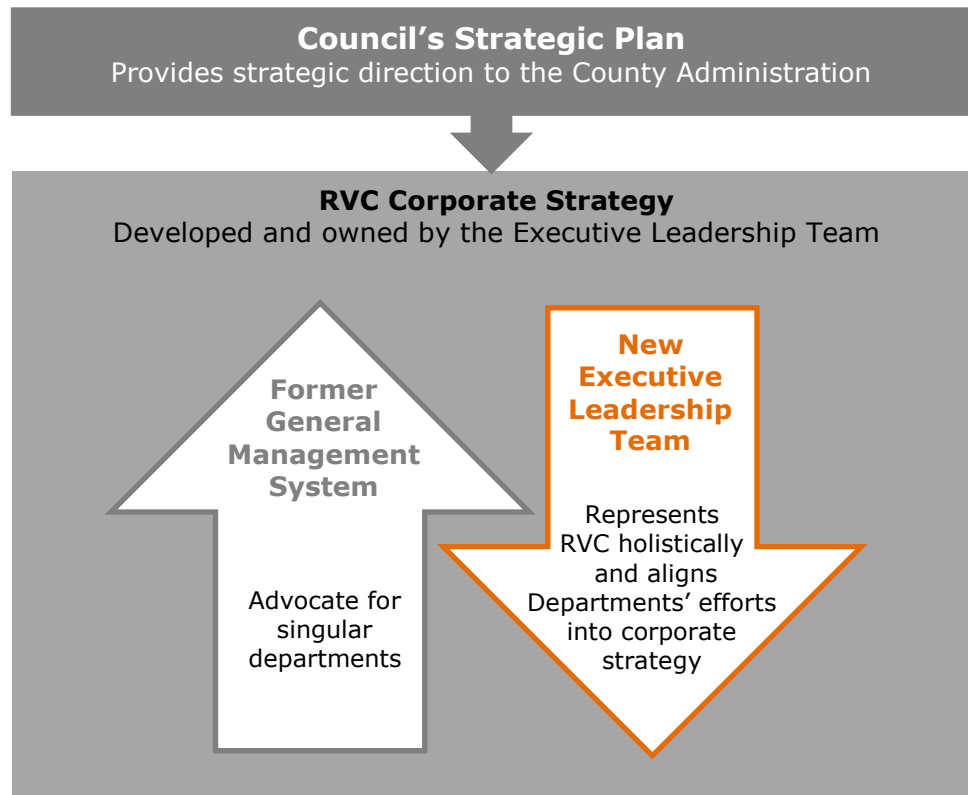 Council’s Strategic Plan
Provides strategic direction to the County Administration
RVC Corporate Strategy
Developed and owned by the Executive Leadership Team
Former
General
Management
System
Advocate for
singular
departments
New
Executive
Leadership
Team
Represents
RVC holistically
and aligns
Departments’ efforts
into corporate
strategy